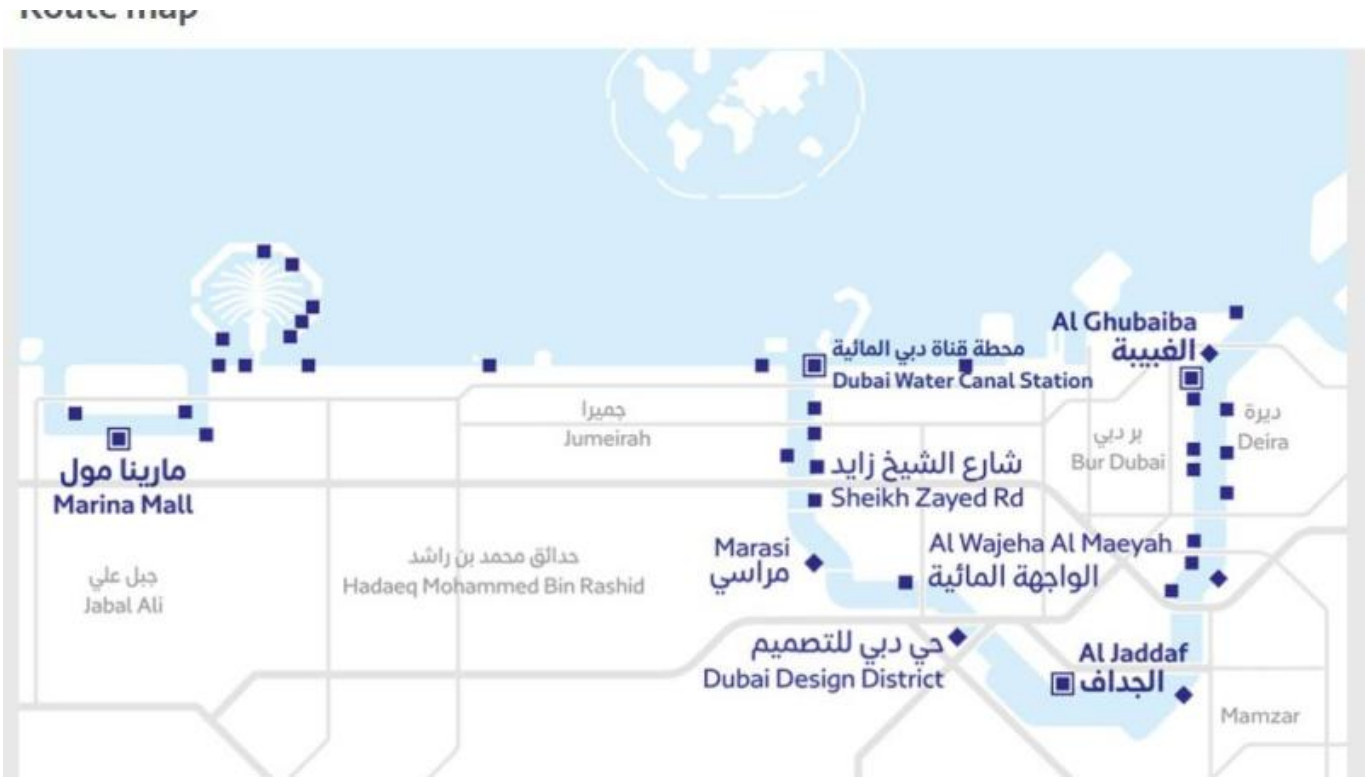 Route map
Al Ghubaiba
الغبيبة
محطة قناة دبي المائية
Dubai Water Canal Station
جميرا
Jumeirah
ديرة
Deira
بر دبي
Bur Dubai
مارينا مول
Marina Mall
شارع الشيخ زايد
Sheikh Zayed Rd
Marasi
مراسي
Al Wajeha Al Maeyah
الواجهة المائية
حدائق محمد بن راشد
Hadaeq Mohammed Bin Rashid
جبل علي
Jabal Ali
حي دبي للتصميم
Dubai Design District
Al Jaddaf
الجداف
Mamzar